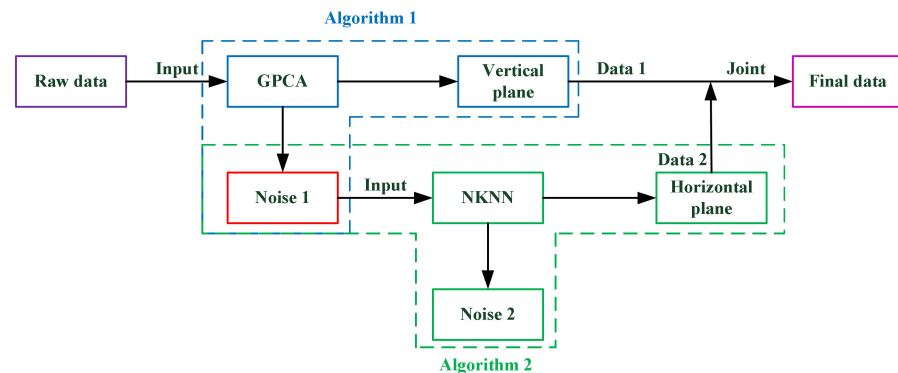 Algorithm 1
Raw data
Input
GPCA
Vertical
plane
Data 1
Joint
Final data
Noise 1
Input
NKNN
Data 2
Horizontal
plane
Noise 2
Algorithm 2